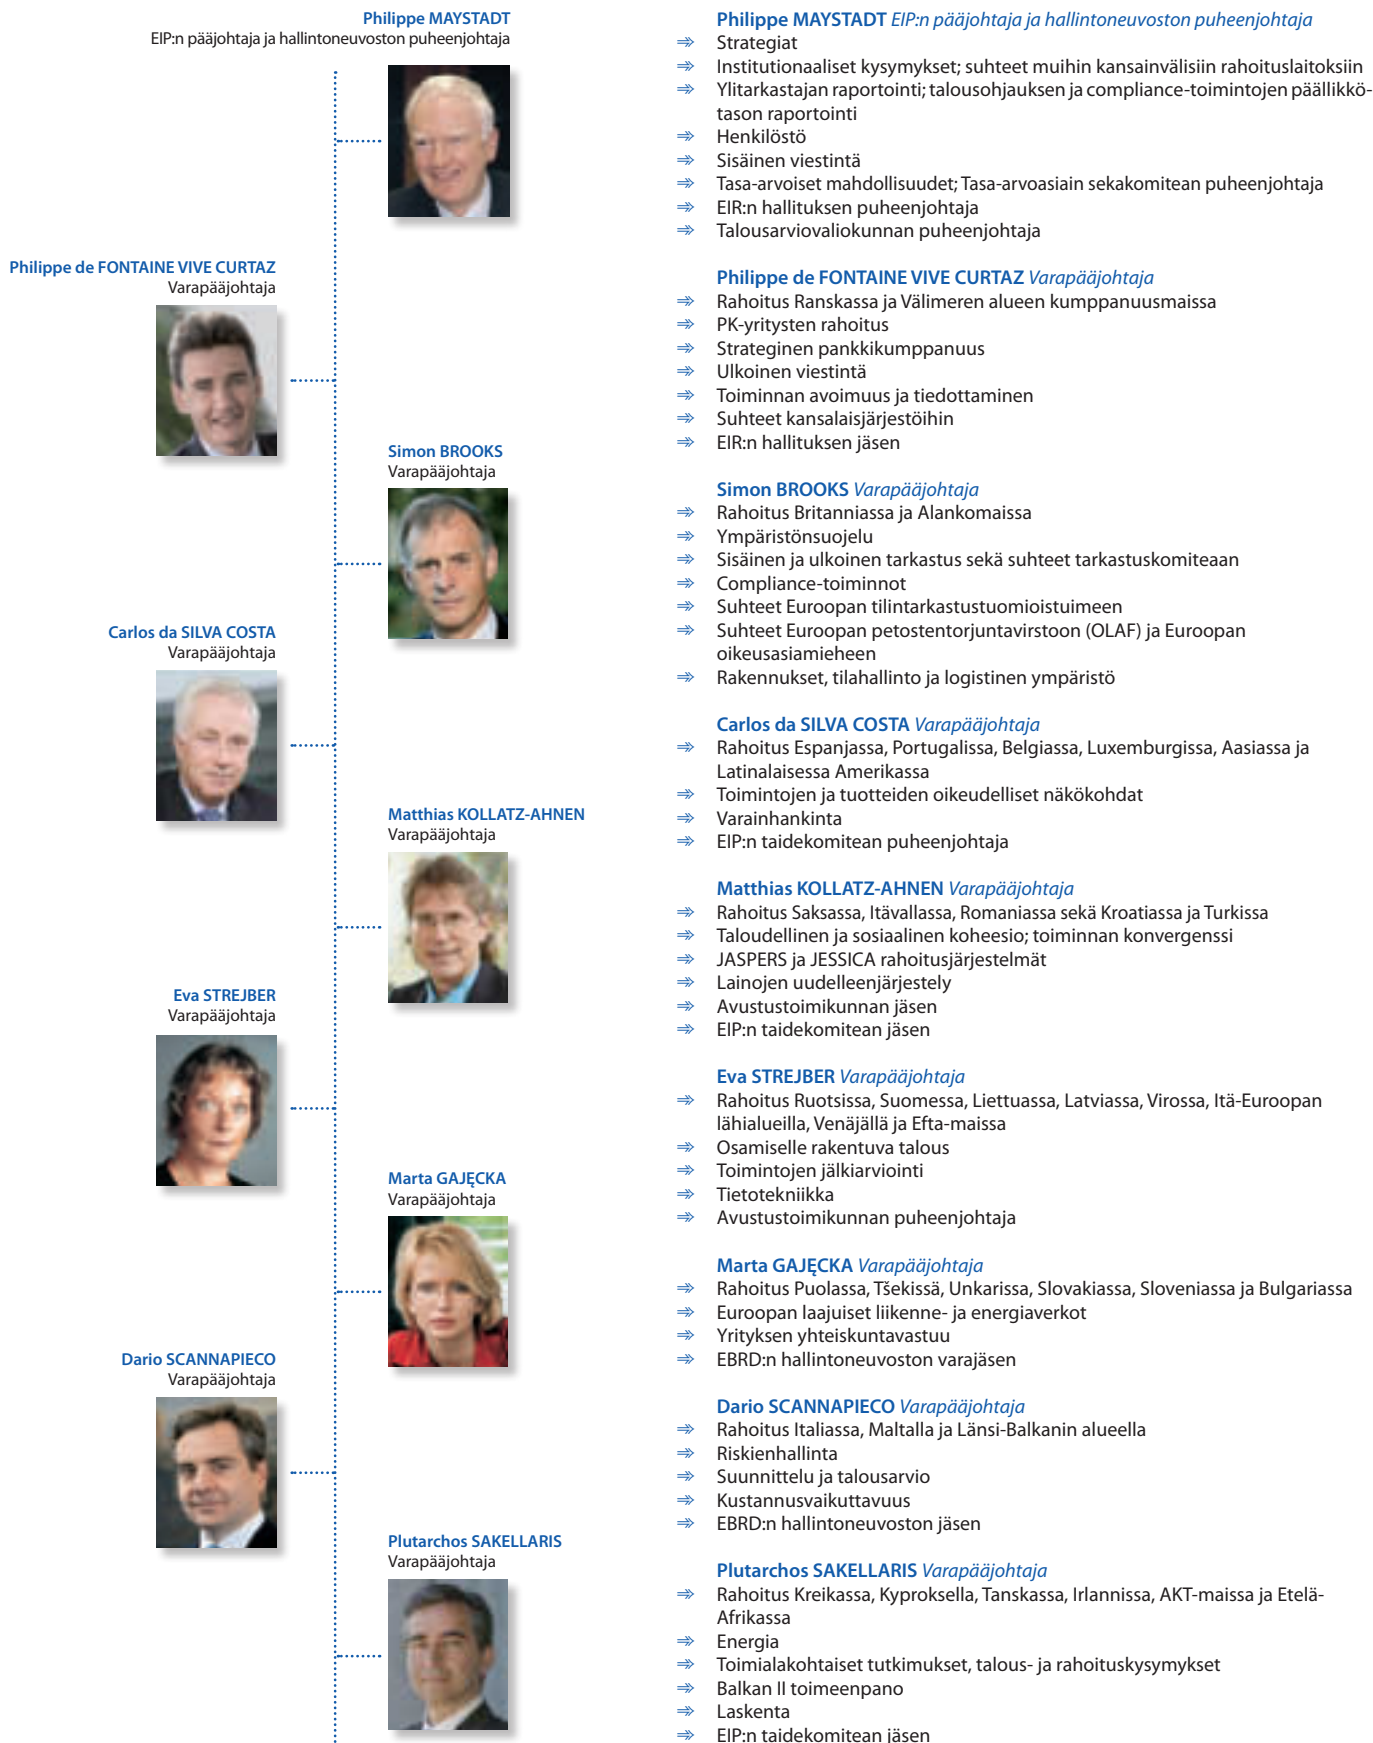 Philippe MAYSTADT
EIP:n pääjohtaja ja hallintoneuvoston puheenjohtaja
Philippe de FONTAINE VIVE CURTAZ
Varapääjohtaja
Simon BROOKS
Varapääjohtaja
Carlos da SILVA COSTA
Varapääjohtaja
Matthias KOLLATZ-AHNEN
Varapääjohtaja
Eva STREJBER
Varapääjohtaja
Marta GAJĘCKA
Varapääjohtaja
Dario SCANNAPIECO
Varapääjohtaja
Plutarchos SAKELLARIS
Varapääjohtaja
Philippe MAYSTADT EIP:n pääjohtaja ja hallintoneuvoston puheenjohtaja
⇒ Strategiat
⇒ Institutionaaliset kysymykset; suhteet muihin kansainvälisiin rahoituslaitoksiin
⇒ Ylitarkastajan raportointi; talousohjauksen ja compliance-toimintojen päällikkö-
tason raportointi
⇒ Henkilöstö
⇒ Sisäinen viestintä
⇒ Tasa-arvoiset mahdollisuudet; Tasa-arvoasiain sekakomitean puheenjohtaja
⇒ EIR:n hallituksen puheenjohtaja
⇒ Talousarviovaliokunnan puheenjohtaja
Philippe de FONTAINE VIVE CURTAZ Varapääjohtaja
⇒ Rahoitus Ranskassa ja Välimeren alueen kumppanuusmaissa
⇒ PK-yritysten rahoitus
⇒ Strateginen pankkikumppanuus
⇒ Ulkoinen viestintä
⇒ Toiminnan avoimuus ja tiedottaminen
⇒ Suhteet kansalaisjärjestöihin
⇒ EIR:n hallituksen jäsen
Simon BROOKS Varapääjohtaja
⇒ Rahoitus Britanniassa ja Alankomaissa
⇒ Ympäristönsuojelu
⇒ Sisäinen ja ulkoinen tarkastus sekä suhteet tarkastuskomiteaan
⇒ Compliance-toiminnot
⇒ Suhteet Euroopan tilintarkastustuomioistuimeen
⇒ Suhteet Euroopan petostentorjuntavirstoon (OLAF) ja Euroopan
oikeusasiamieheen
⇒ Rakennukset, tilahallinto ja logistinen ympäristö
Carlos da SILVA COSTA Varapääjohtaja
⇒ Rahoitus Espanjassa, Portugalissa, Belgiassa, Luxemburgissa, Aasiassa ja
Latinalaisessa Amerikassa
⇒ Toimintojen ja tuotteiden oikeudelliset näkökohdat
⇒ Varainhankinta
⇒ EIP:n taidekomitean puheenjohtaja
Matthias KOLLATZ-AHNEN Varapääjohtaja
⇒ Rahoitus Saksassa, Itävallassa, Romaniassa sekä Kroatiassa ja Turkissa
⇒ Taloudellinen ja sosiaalinen koheesio; toiminnan konvergenssi
⇒ JASPERS ja JESSICA rahoitusjärjestelmät
⇒ Lainojen uudelleenjärjestely
⇒ Avustustoimikunnan jäsen
⇒ EIP:n taidekomitean jäsen
Eva STREJBER Varapääjohtaja
⇒ Rahoitus Ruotsissa, Suomessa, Liettuassa, Latviassa, Virossa, Itä-Euroopan
lähialueilla, Venäjällä ja Efta-maissa
⇒ Osamiselle rakentuva talous
⇒ Toimintojen jälkiarviointi
⇒ Tietotekniikka
⇒ Avustustoimikunnan puheenjohtaja
Marta GAJĘCKA Varapääjohtaja
⇒ Rahoitus Puolassa, Tšekissä, Unkarissa, Slovakiassa, Sloveniassa ja Bulgariassa
⇒ Euroopan laajuiset liikenne- ja energiaverkot
⇒ Yrityksen yhteiskuntavastuu
⇒ EBRD:n hallintoneuvoston varajäsen
Dario SCANNAPIECO Varapääjohtaja
⇒ Rahoitus Italiassa, Maltalla ja Länsi-Balkanin alueella
⇒ Riskienhallinta
⇒ Suunnittelu ja talousarvio
⇒ Kustannusvaikuttavuus
⇒ EBRD:n hallintoneuvoston jäsen
Plutarchos SAKELLARIS Varapääjohtaja
⇒ Rahoitus Kreikassa, Kyproksella, Tanskassa, Irlannissa, AKT-maissa ja Etelä-
Afrikassa
⇒ Energia
⇒ Toimialakohtaiset tutkimukset, talous- ja rahoituskysymykset
⇒ Balkan II toimeenpano
⇒ Laskenta
⇒ EIP:n taidekomitean jäsen